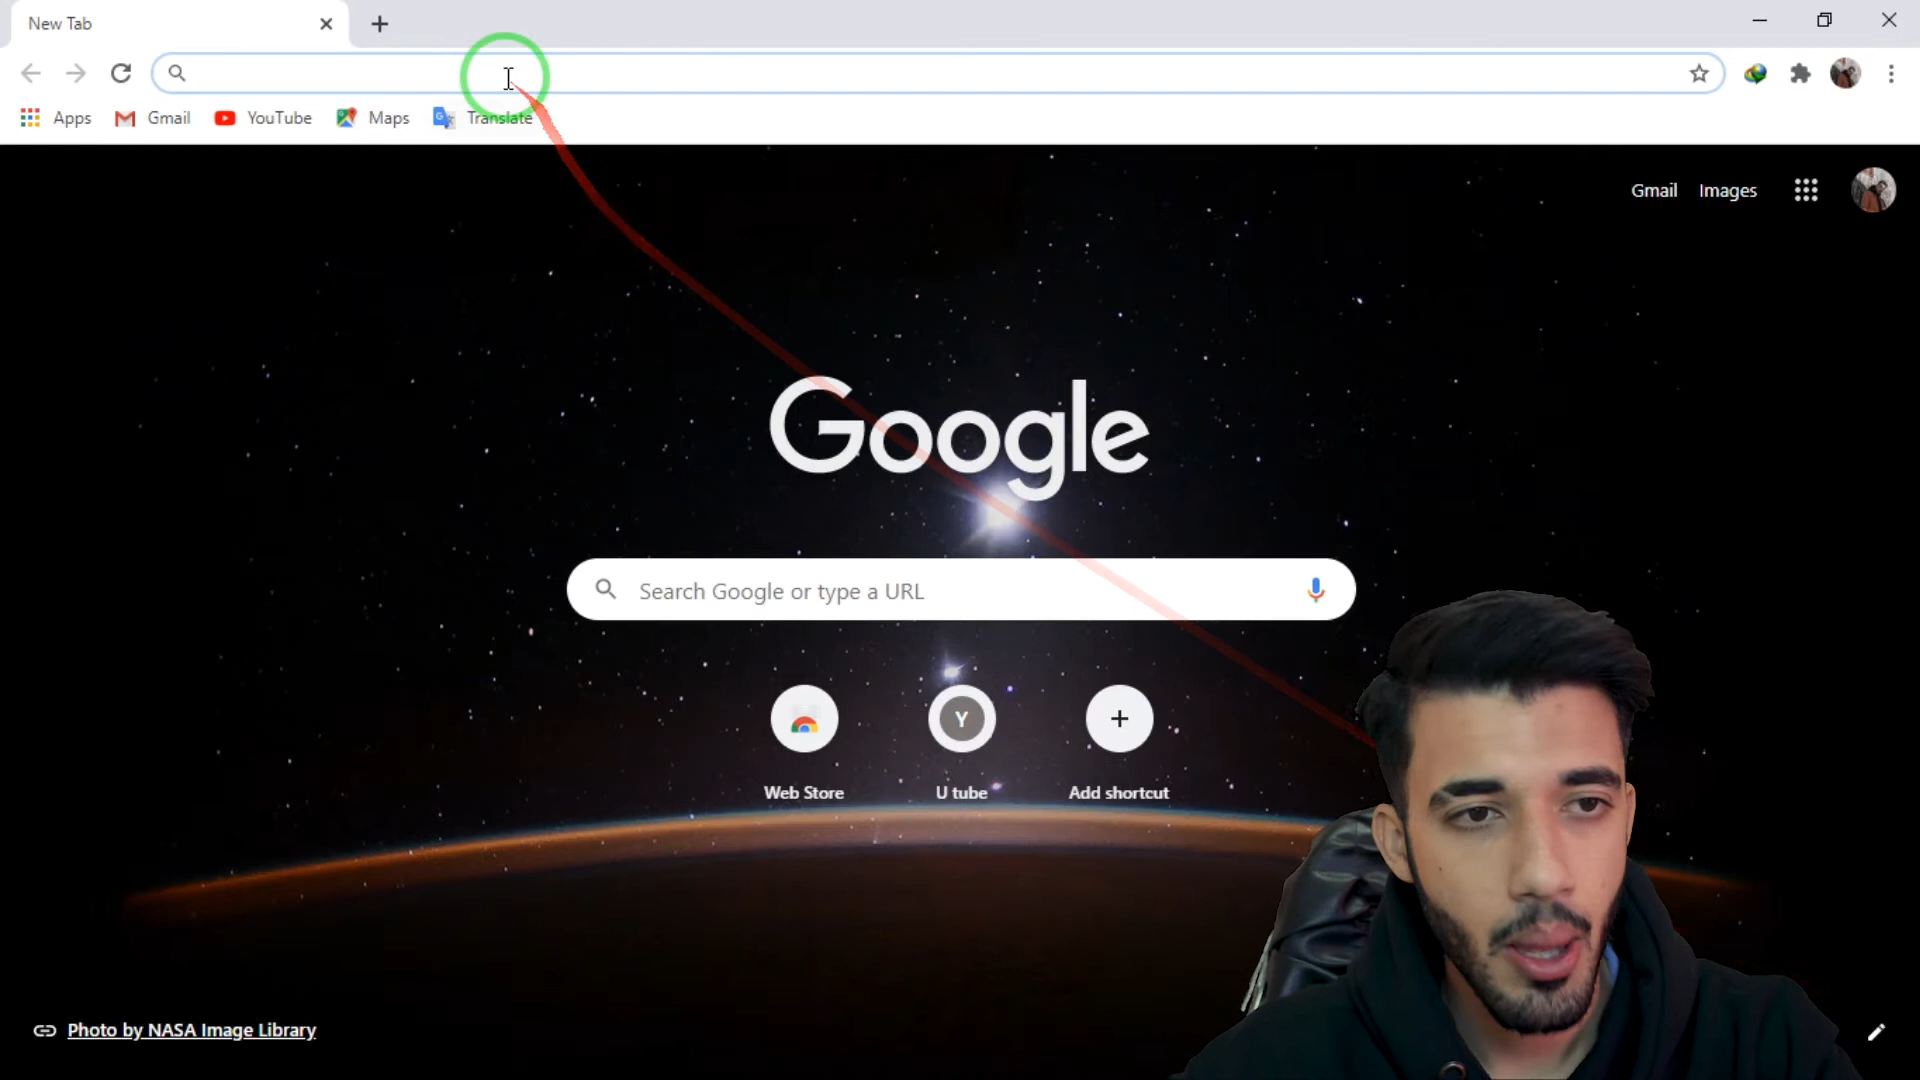 New Tab
Apps
Gmail
YouTube
Maps
Translate
Gmail
Images
Google
Search Google or type a URL
Y
Web Store
U tube
Add shortcut
Photo by NASA Image Library